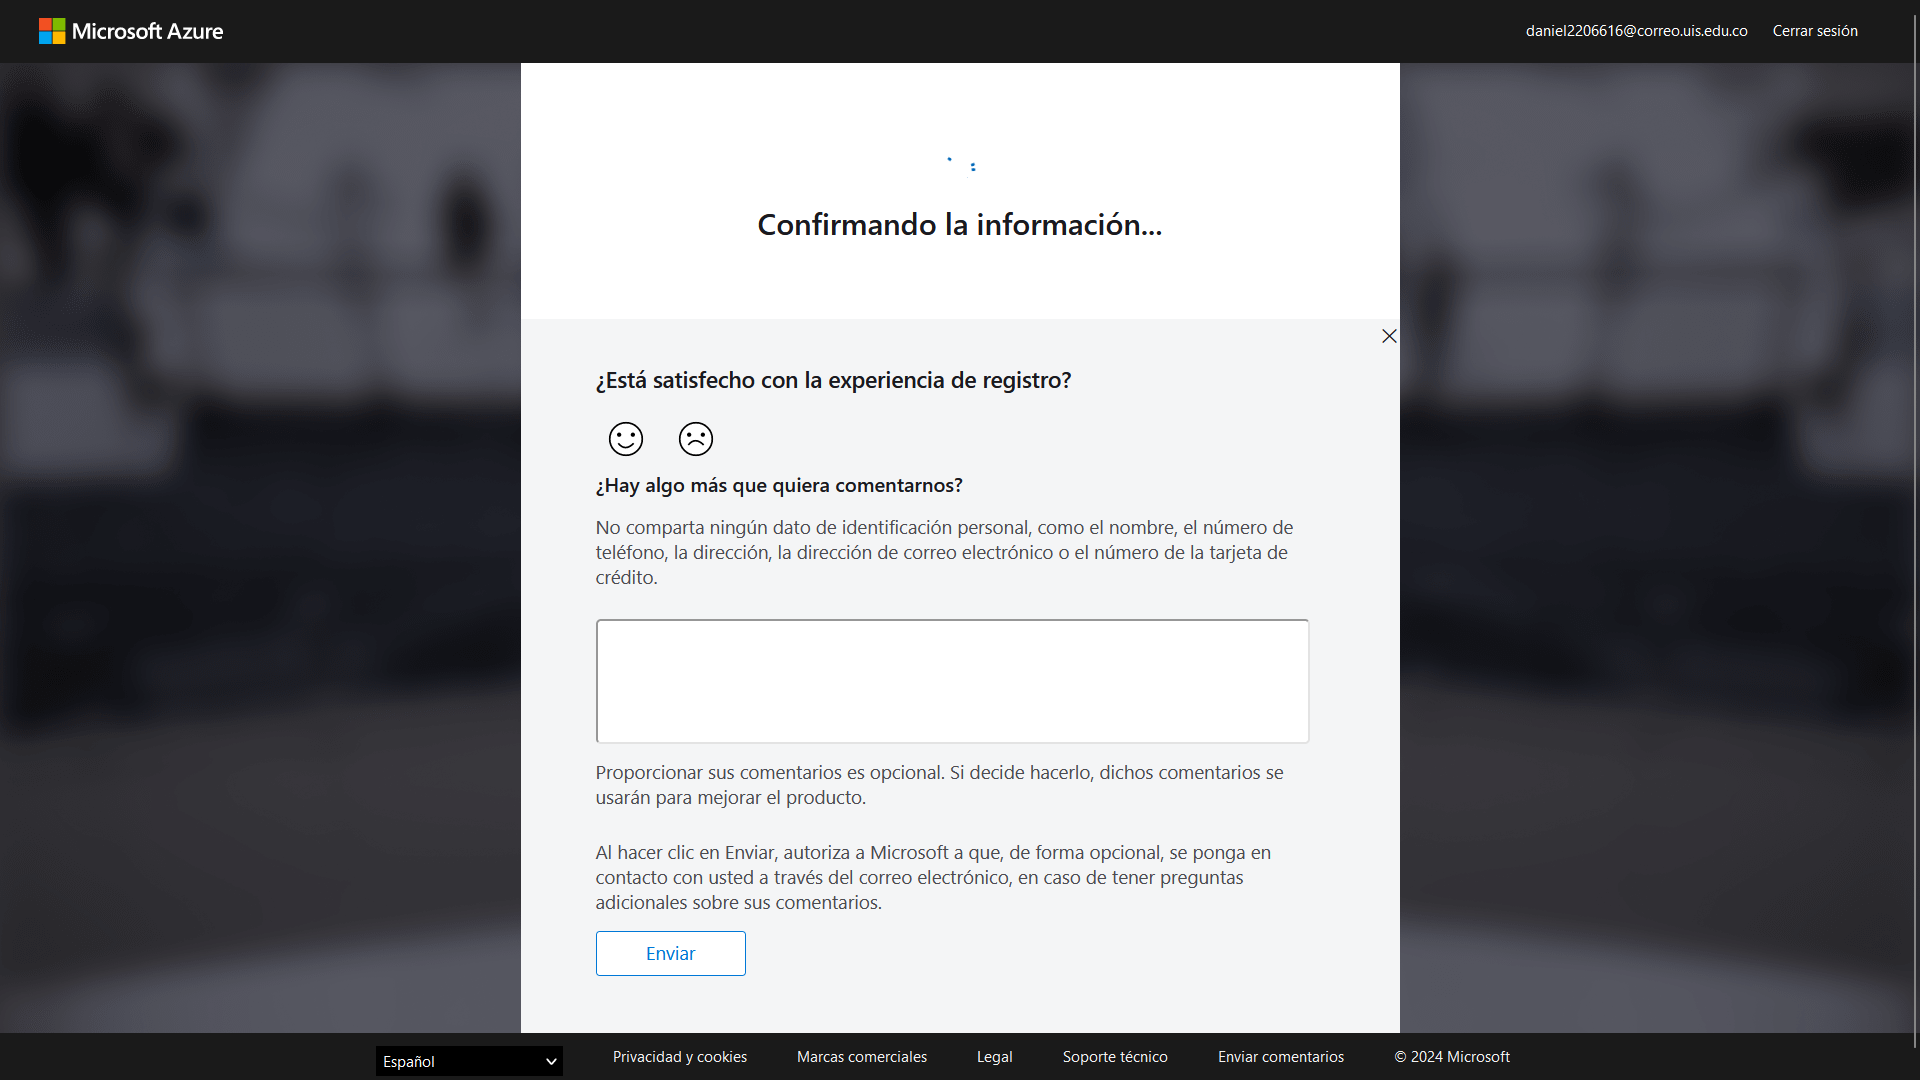 Microsoft Azure
daniel2206616@correo.uis.edu.co Cerrar sesión
Confirmando la información...
¿Está satisfecho con la experiencia de registro?
¿Hay algo más que quiera comentarnos?
No comparta ningún dato de identificación personal, como el nombre, el número de
teléfono, la dirección, la dirección de correo electrónico o el número de la tarjeta de
crédito.
Proporcionar sus comentarios es opcional. Si decide hacerlo, dichos comentarios se
usarán para mejorar el producto.
Al hacer clic en Enviar, autoriza a Microsoft a que, de forma opcional, se ponga en
contacto con usted a través del correo electrónico, en caso de tener preguntas
adicionales sobre sus comentarios.
Enviar
Español Privacidad y cookies Marcas comerciales Legal Soporte técnico Enviar comentarios © 2024 Microsoft